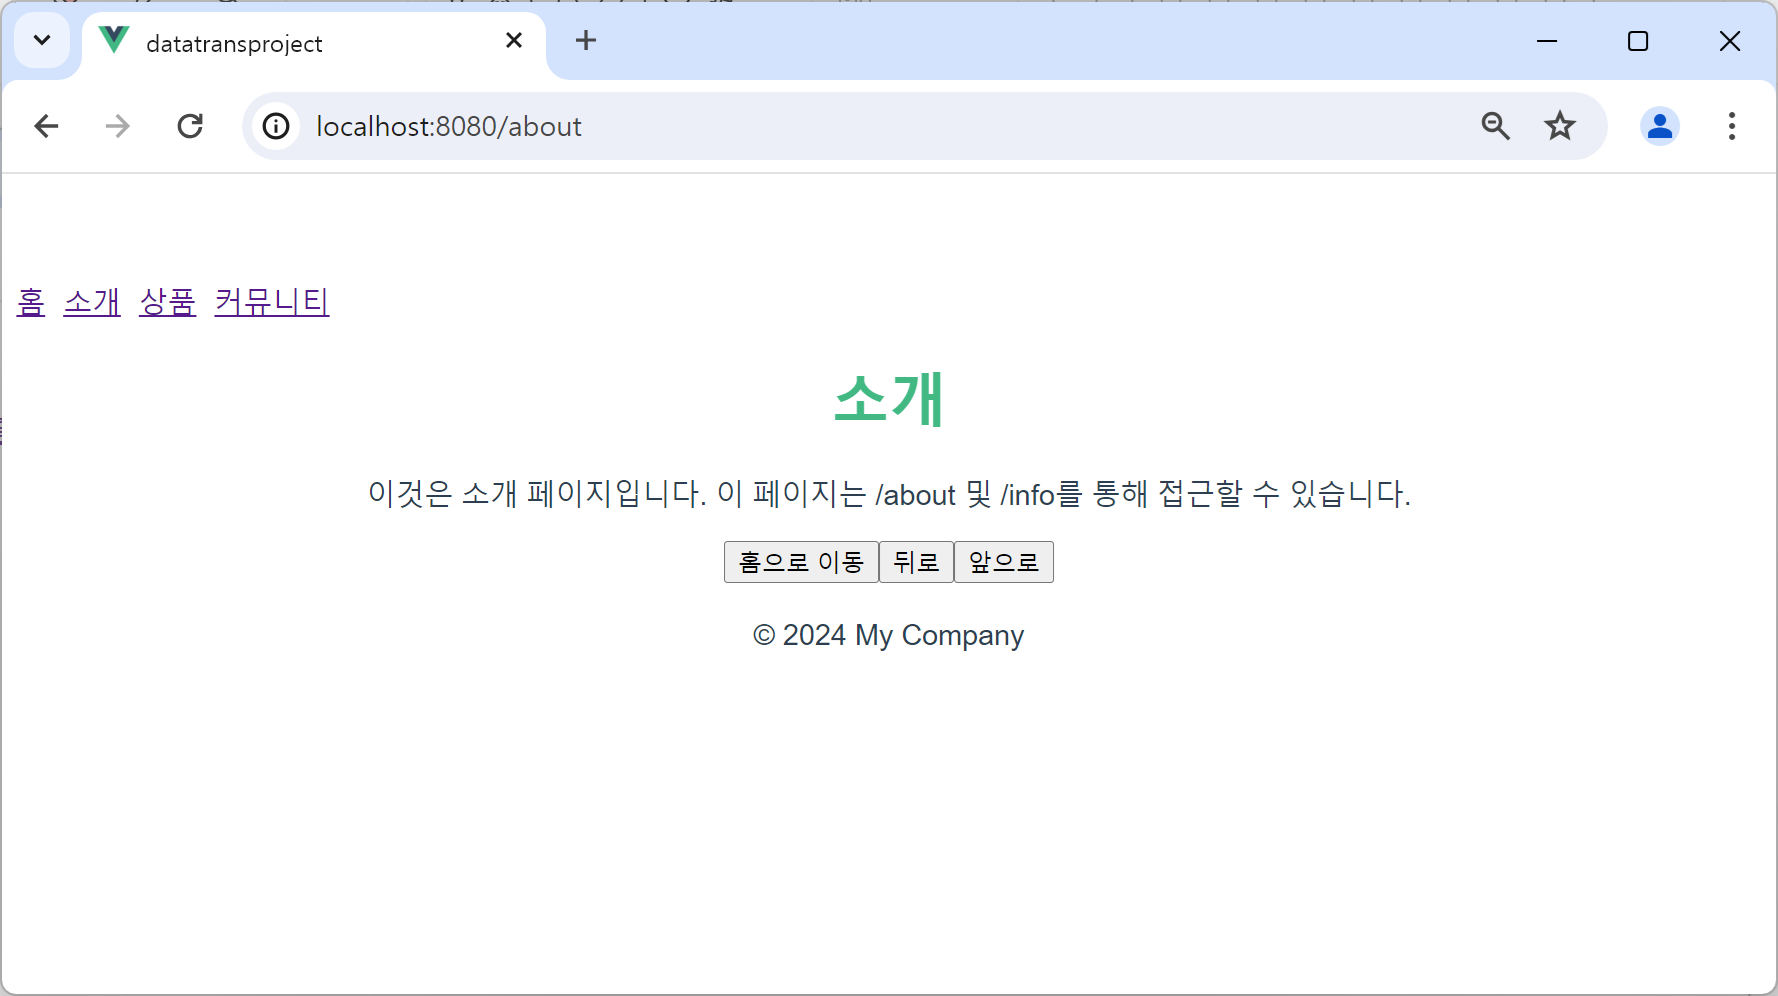 datatransproject
localhost:8080/about
홈 소개 상품 커뮤니티
소개
이것은 소개 페이지입니다. 이 페이지는 /about 및 /info를 통해 접근할 수 있습니다.
홈으로 이동 뒤로 앞으로
© 2024 My Company